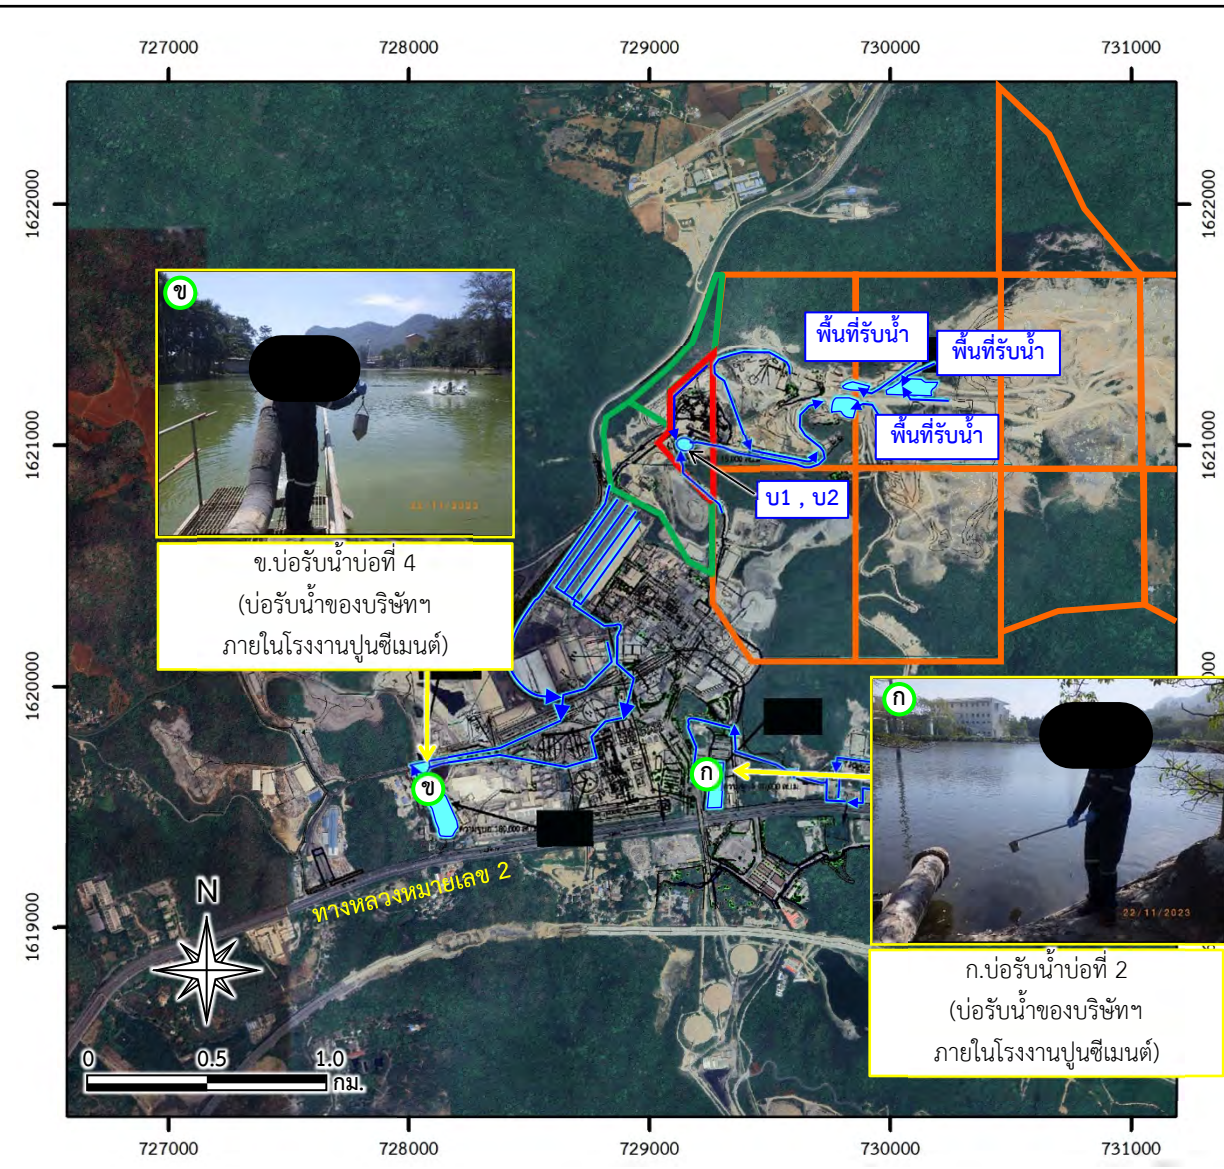 727000 728000 729000 730000 731000
1622000
1622000
ข
พื้นที่รับน้ำ
พื้นที่รับน้ำ
พื้นที่รับน้ำ
1621000
1621000
บ1 , บ2
22/11/2023
ข.บ่อรับน้ำบ่อที่ 4
(บ่อรับน้ำของบริษัทฯ
ภายในโรงงานปูนซีเมนต์)
1620000
ก
ก
ข
ทางหลวงหมายเลข 2
22/11/2023
N
1619000
ก.บ่อรับน้ำบ่อที่ 2
(บ่อรับน้ำของบริษัทฯ
ภายในโรงงานปูนซีเมนต์)
0 0.5 1.0
กม.
727000 728000 729000 730000 731000